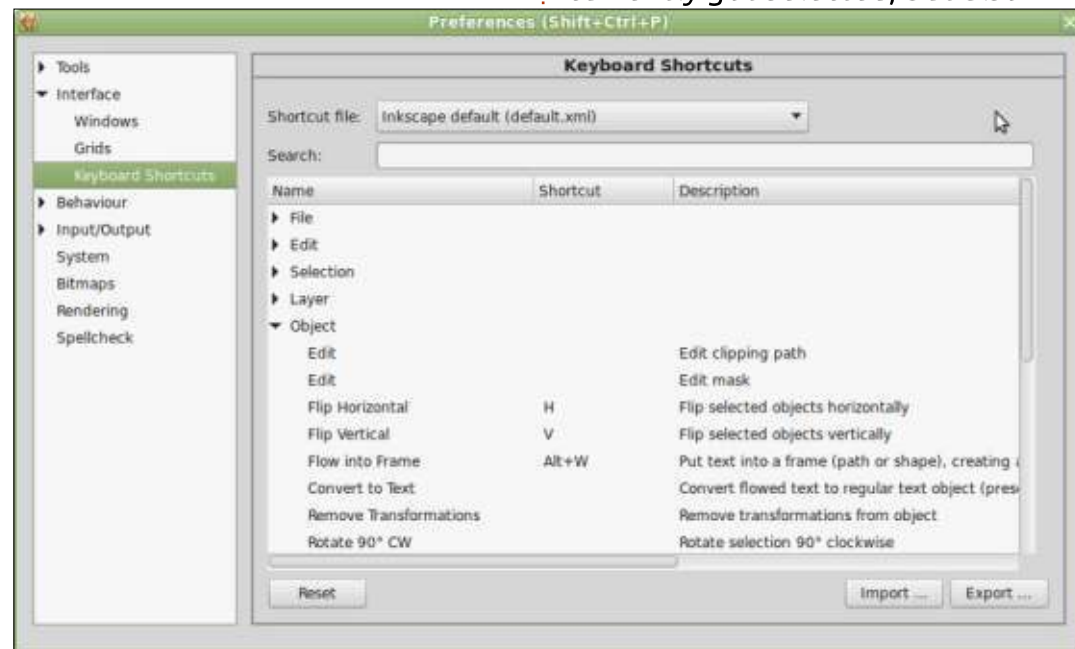 Preferences (Shift+Ctrl+P)
Tools
Interface
Windows
Grids
Keyboard Shortcuts
Behaviour
Input/Output
System
Bitmaps
Rendering
Spellcheck
Keyboard Shortcuts
Shortcut file: Inkscape default (default.xml)
Search:
Name Shortcut Description
File
Edit
Selection
Layer
Object
Edit Edit clipping path
Edit Edit mask
Flip Horizontal H Flip selected objects horizontally
Flip Vertical V Flip selected objects vertically
Flow into Frame Alt+W Put text into a frame (path or shape), creating
Convert to Text Convert flowed text to regular text object
Remove Transformations Remove transformations from object
Rotate 90° CW Rotate selection 90° clockwise
Reset Import ... Export ...